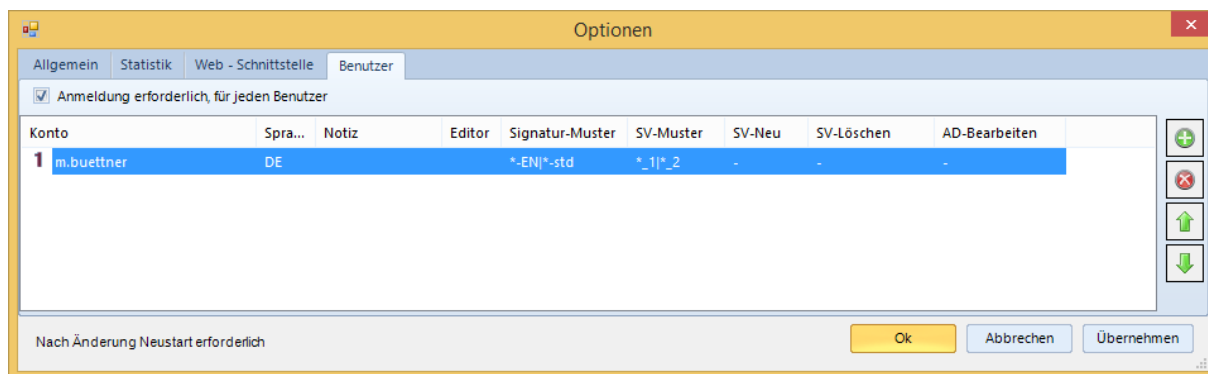 Optionen
Allgemein Statistik Web - Schnittstelle Benutzer
Anmeldung erforderlich, für jeden Benutzer
Konto Spra... Notiz Editor Signatur-Muster SV-Muster SV-Neu SV-Löschen AD-Bearbeiten
1 m.buettner DE *-EN|*-std *_1|*_2 - - -
Nach Änderung Neustart erforderlich Ok Abbrechen Übernehmen